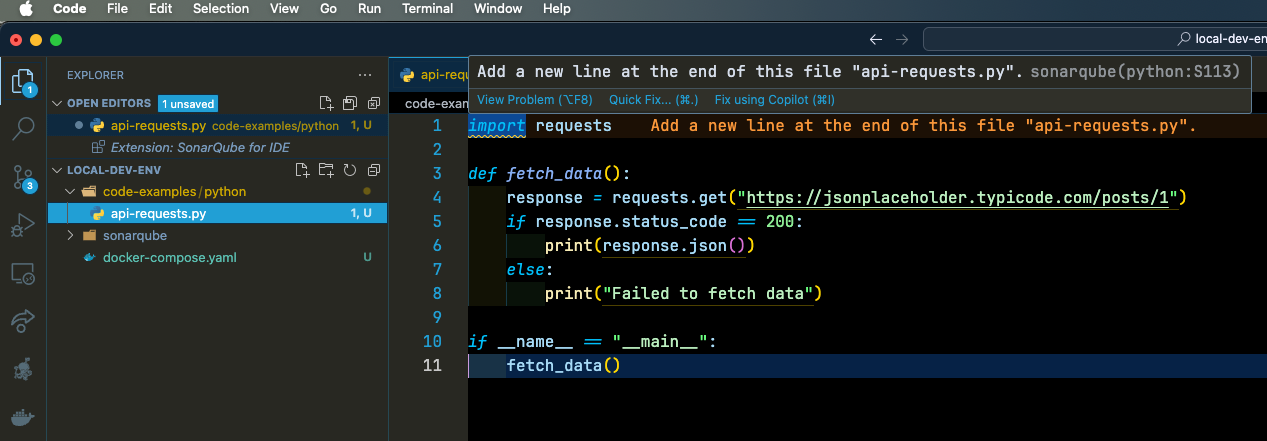 Code File Edit Selection View Go Run Terminal Window Help
local-dev-en
EXPLORER
OPEN EDITORS 1 unsaved
api-requests.py code-examples/python 1, U
Extension: SonarQube for IDE
LOCAL-DEV-ENV
code-examples/python
api-requests.py 1, U
sonarqube
docker-compose.yaml U
1
3
api-requ
code-exam
Add a new line at the end of this file "api-requests.py". sonarqube(python:S113)
View Problem (⌥F8) Quick Fix... (⌘.) Fix using Copilot (⌘I)
1 import requests Add a new line at the end of this file "api-requests.py".
2
3 def fetch_data():
4 response = requests.get("https://jsonplaceholder.typicode.com/posts/1")
5 if response.status_code == 200:
6 print(response.json())
7 else:
8 print("Failed to fetch data")
9
10 if __name__ == "__main__":
11 fetch_data()